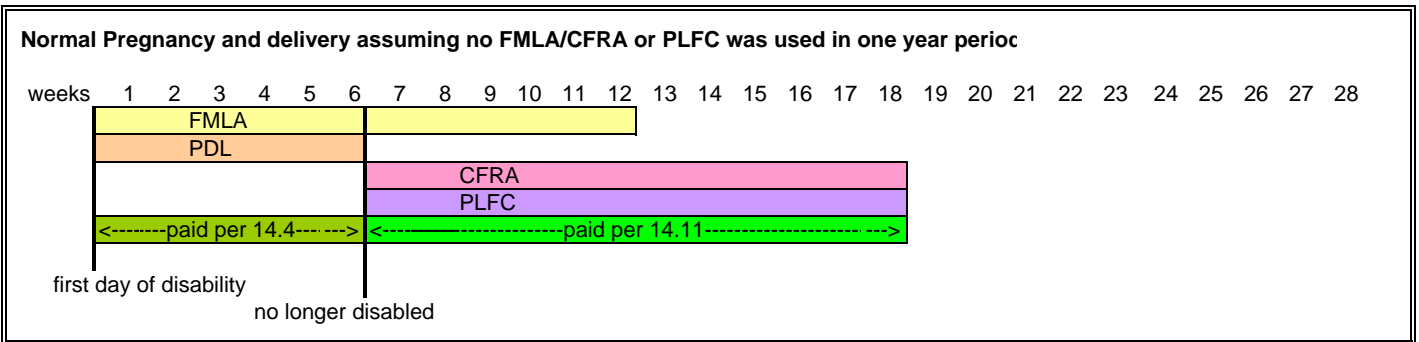 Normal Pregnancy and delivery assuming no FMLA/CFRA or PLFC was used in one year period
weeks 1 2 3 4 5 6 7 8 9 10 11 12 13 14 15 16 17 18 19 20 21 22 23 24 25 26 27 28
FMLA
PDL
CFRA
PLFC
<--------paid per 14.4-------> <------------------------paid per 14.11-------------------------->
first day of disability
no longer disabled